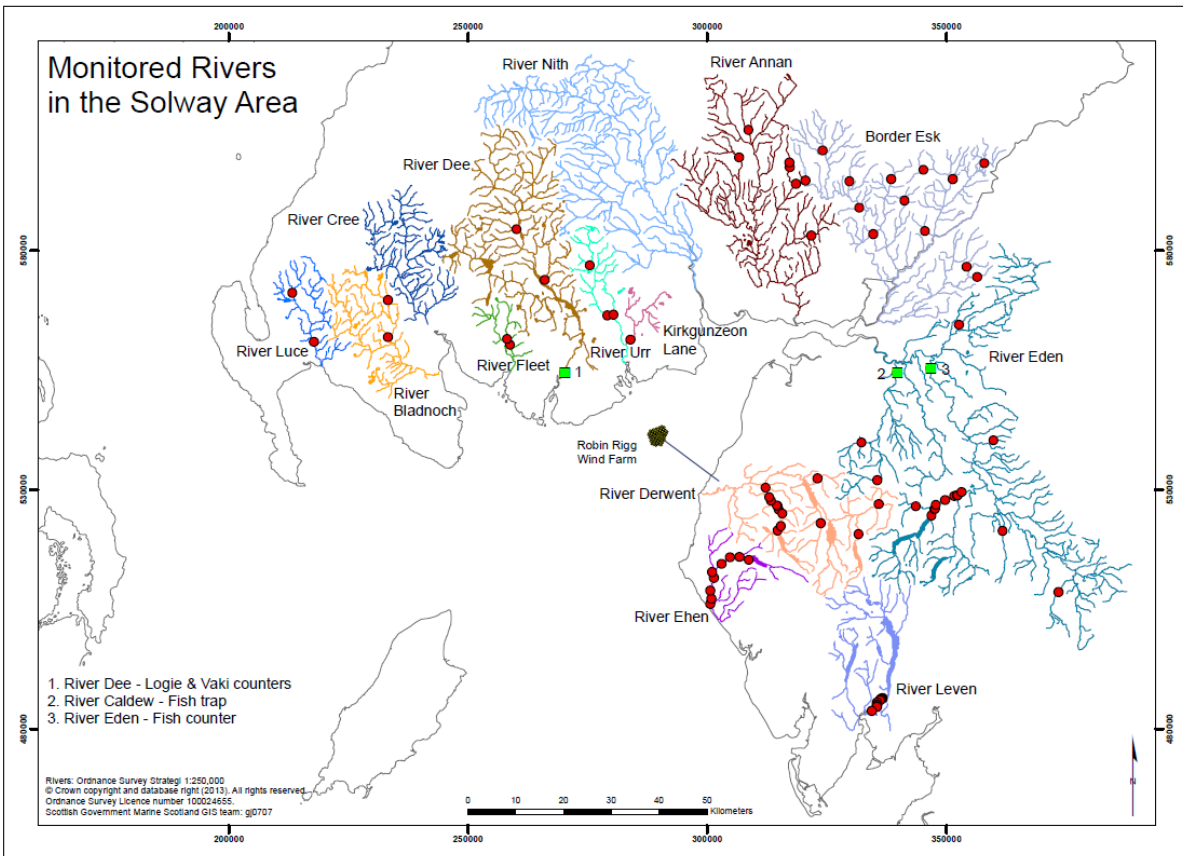 200000
250000
300000
350000
Monitored Rivers
in the Solway Area
River Nith
River Annan
Border Esk
River Dee
River Cree
580000
580000
River Luce
River
Bladnoch
River Fleet
River Urr
Kirkgunzeon
Lane
River Eden
1
2
3
Robin Rigg
Wind Farm
River Derwent
530000
530000
River Ehen
River Leven
1. River Dee - Logie & Vaki counters
2. River Caldew - Fish trap
3. River Eden - Fish counter
480000
480000
Rivers: Ordnance Survey Strategi 1:250,000
© Crown copyright and database right (2013). All rights reserved.
Ordnance Survey Licence number 100024655.
Scottish Government Marine Scotland GIS team: gj0707
0 10 20 30 40 50
Kilometers
N
200000
250000
300000
350000